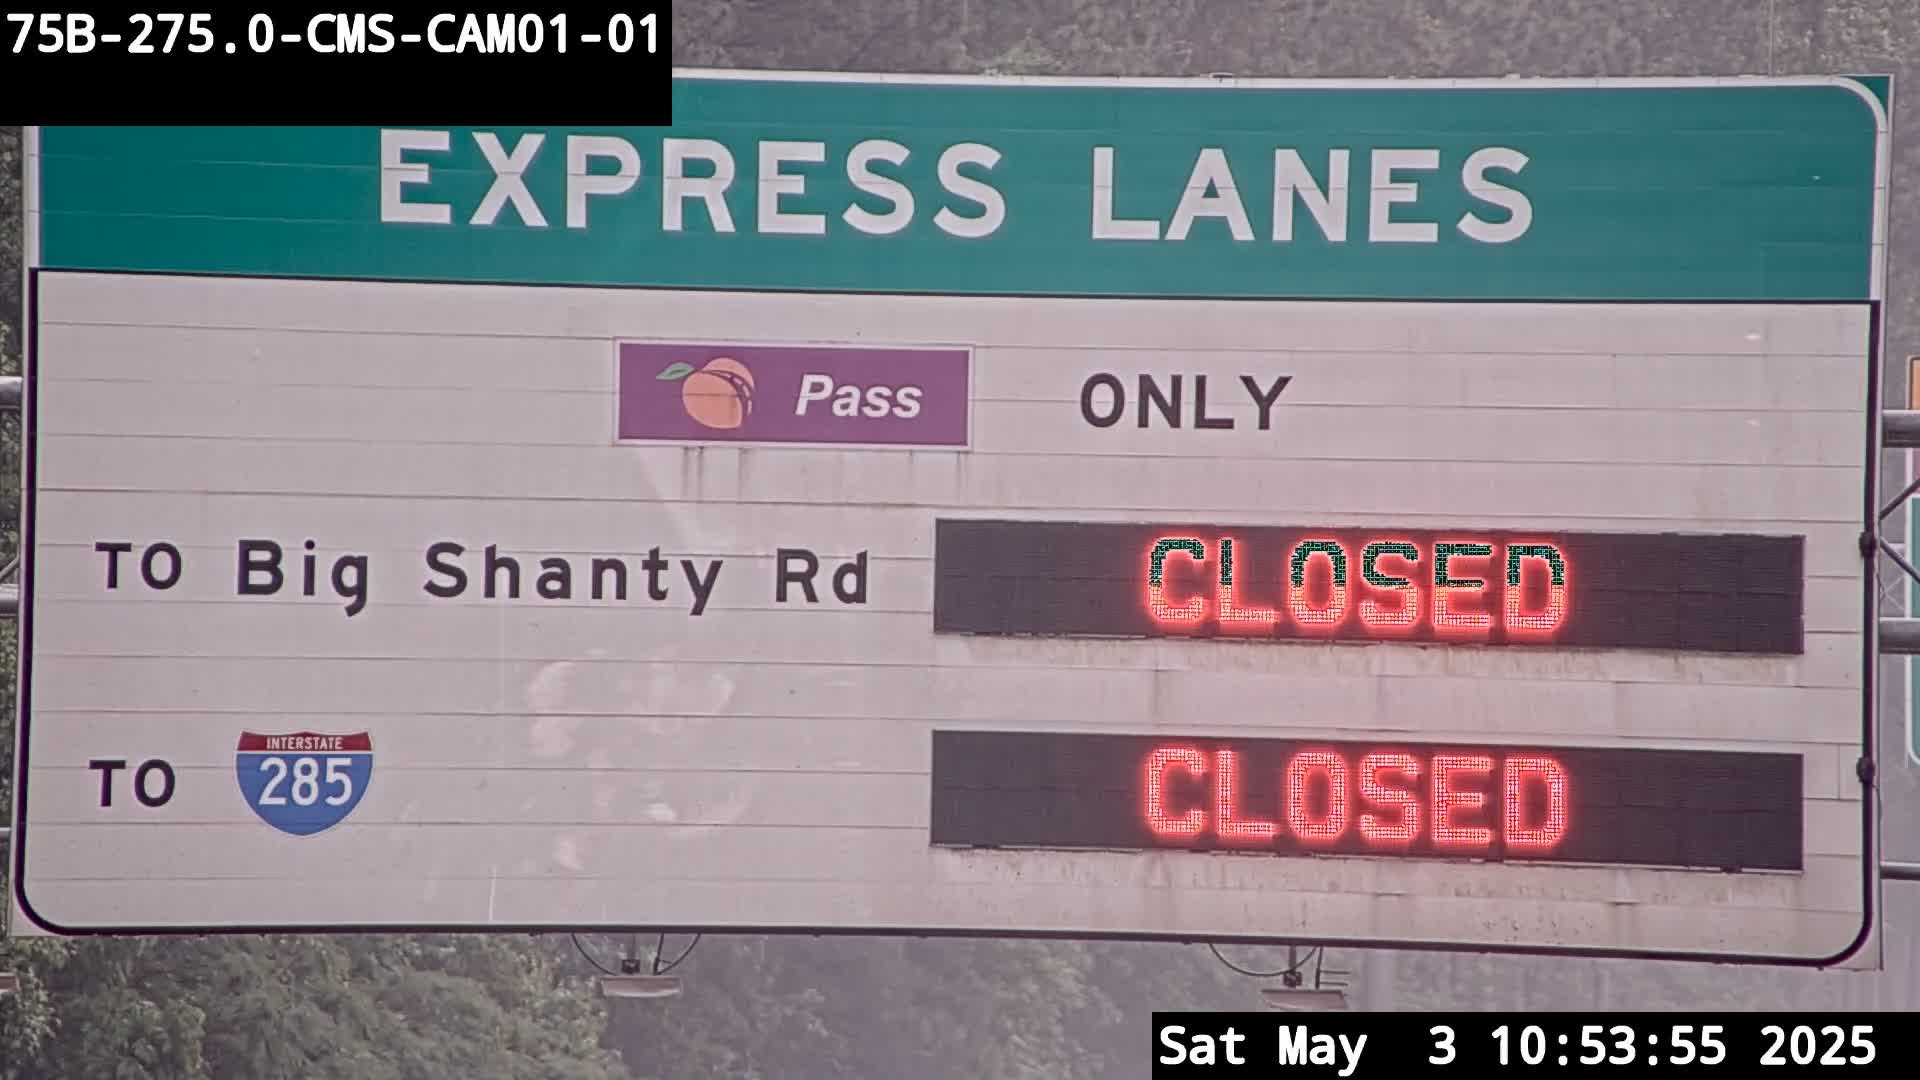 75B-275.0-CMS-CAM01-01
EXPRESS LANES
Pass ONLY
TO Big Shanty Rd CLOSED
INTERSTATE
TO 285 CLOSED
Sat May 3 10:53:55 2025